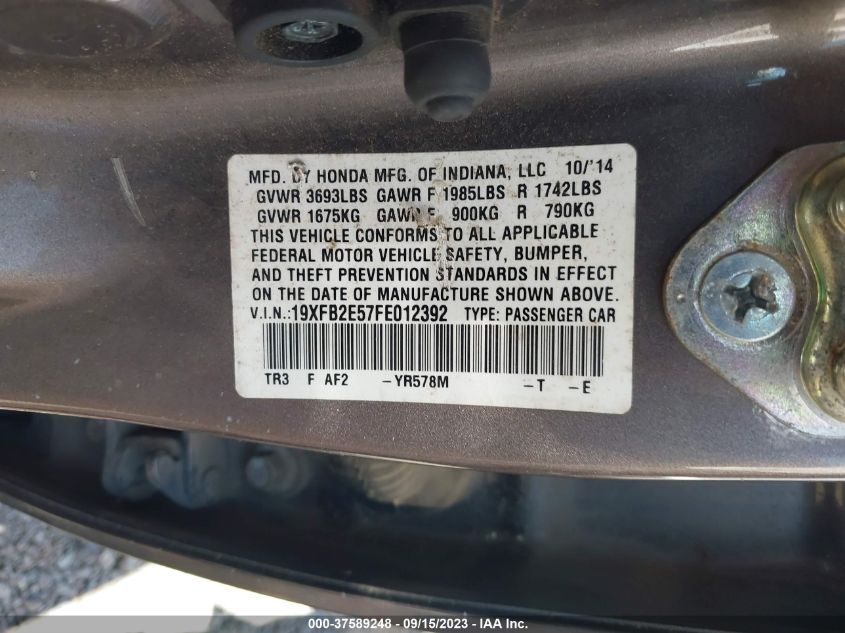 MFD. BY HONDA MFG. OF INDIANA, LLC 10/'14
GVWR 3693LBS GAWR F 1985LBS R 1742LBS
GVWR 1675KG GAWR F 900KG R 790KG
THIS VEHICLE CONFORMS TO ALL APPLICABLE
FEDERAL MOTOR VEHICLE SAFETY, BUMPER,
AND THEFT PREVENTION STANDARDS IN EFFECT
ON THE DATE OF MANUFACTURE SHOWN ABOVE.
V.I.N.:19XFB2E57FE012392 TYPE: PASSENGER CAR
TR3 F AF2 -YR578M -T -E
000-37589248 - 09/15/2023 - IAA Inc.